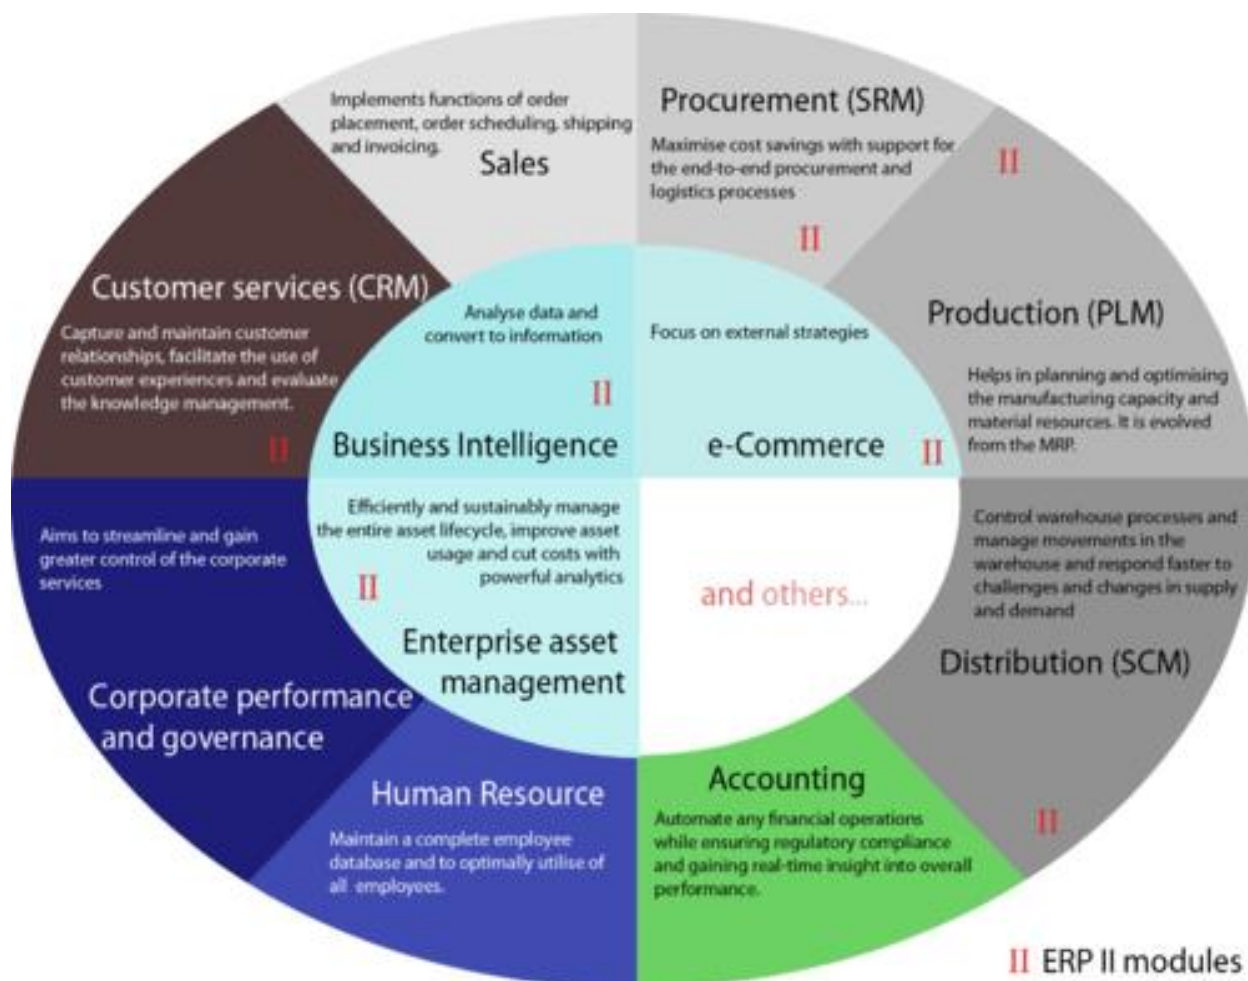 Implements functions of order
placement, order scheduling, shipping
and invoicing.
Sales
Procurement (SRM)
Maximise cost savings with support for
the end-to-end procurement and
logistics processes
II
II
Customer services (CRM)
Capture and maintain customer
relationships, facilitate the use of
customer experiences and evaluate
the knowledge management.
II
Analyse data and
convert to information
II
Business Intelligence
Focus on external strategies
e-Commerce
II
Production (PLM)
Helps in planning and optimising
the manufacturing capacity and
material resources. It is evolved
from the MRP.
Aims to streamline and gain
greater control of the corporate
services
Corporate performance
and governance
Efficiently and sustainably manage
the entire asset lifecycle, improve asset
usage and cut costs with
powerful analytics
II
Enterprise asset
management
and others...
Control warehouse processes and
manage movements in the
warehouse and respond faster to
challenges and changes in supply
and demand
Distribution (SCM)
II
Human Resource
Maintain a complete employee
database and to optimally utilise of
all employees.
Accounting
Automate any financial operations
while ensuring regulatory compliance
and gaining real-time insight into overall
performance.
II ERP II modules